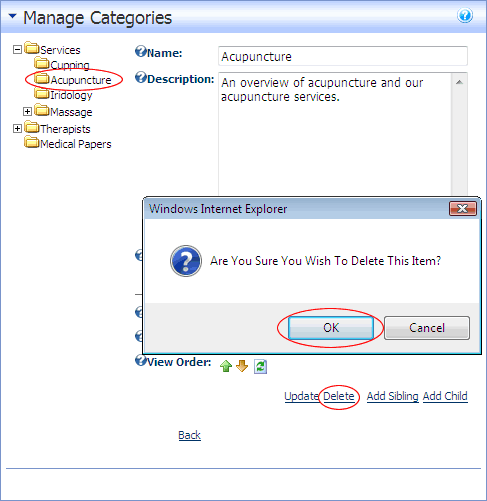 Manage Categories
Services
Cupping
Acupuncture
Iridology
Massage
Therapists
Medical Papers
Name:
Acupuncture
Description:
An overview of acupuncture and our
acupuncture services.
Windows Internet Explorer
Are You Sure You Wish To Delete This Item?
OK
Cancel
View Order:
Update Delete Add Sibling Add Child
Back